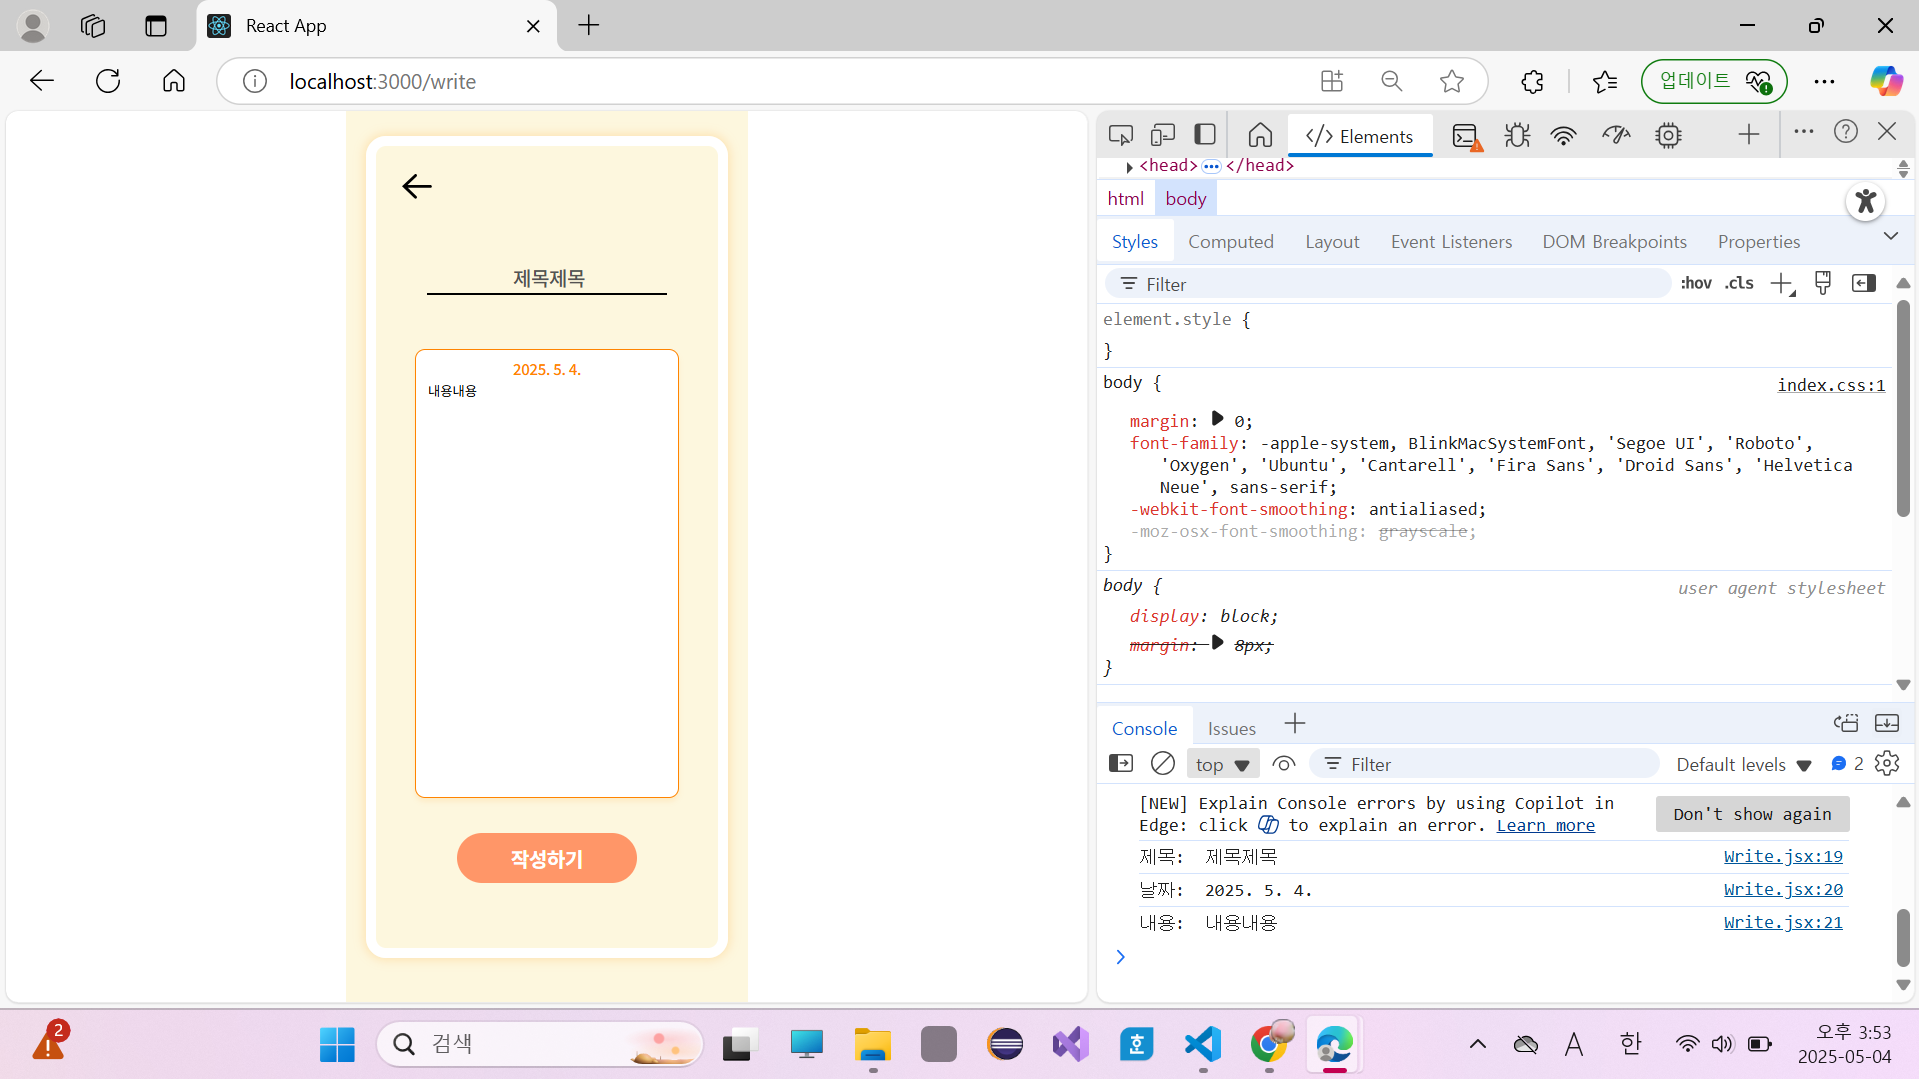 React App
localhost:3000/write
업데이트
제목제목
2025. 5. 4.
내용내용
작성하기
Elements
<head> ••• </head>
html body
Styles Computed Layout Event Listeners DOM Breakpoints Properties
Filter :hov .cls
element.style {
}
body { index.css:1
margin: 0;
font-family: -apple-system, BlinkMacSystemFont, 'Segoe UI', 'Roboto',
'Oxygen', 'Ubuntu', 'Cantarell', 'Fira Sans', 'Droid Sans', 'Helvetica
Neue', sans-serif;
-webkit-font-smoothing: antialiased;
-moz-osx-font-smoothing: grayscale;
}
body { user agent stylesheet
display: block;
margin: 8px;
}
Console Issues
top Filter Default levels 2
[NEW] Explain Console errors by using Copilot in
Edge: click to explain an error. Learn more
Don't show again
제목: 제목제목 Write.jsx:19
날짜: 2025. 5. 4. Write.jsx:20
내용: 내용내용 Write.jsx:21
2
검색
호
A
한
오후 3:53
2025-05-04